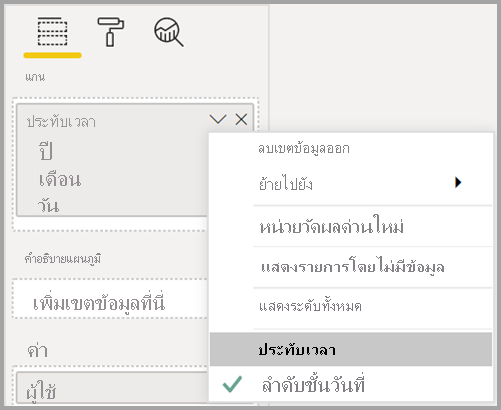 แกน
ประทับเวลา
ปี
เดือน
วัน
คำอธิบายแผนภูมิ
เพิ่มเขตข้อมูลที่นี่
ค่า
ผู้ใช้
ลบเขตข้อมูลออก
ย้ายไปยัง
หน่วยวัดผลด่วนใหม่
แสดงรายการโดยไม่มีข้อมูล
แสดงระดับทั้งหมด
ประทับเวลา
ลำดับชั้นวันที่